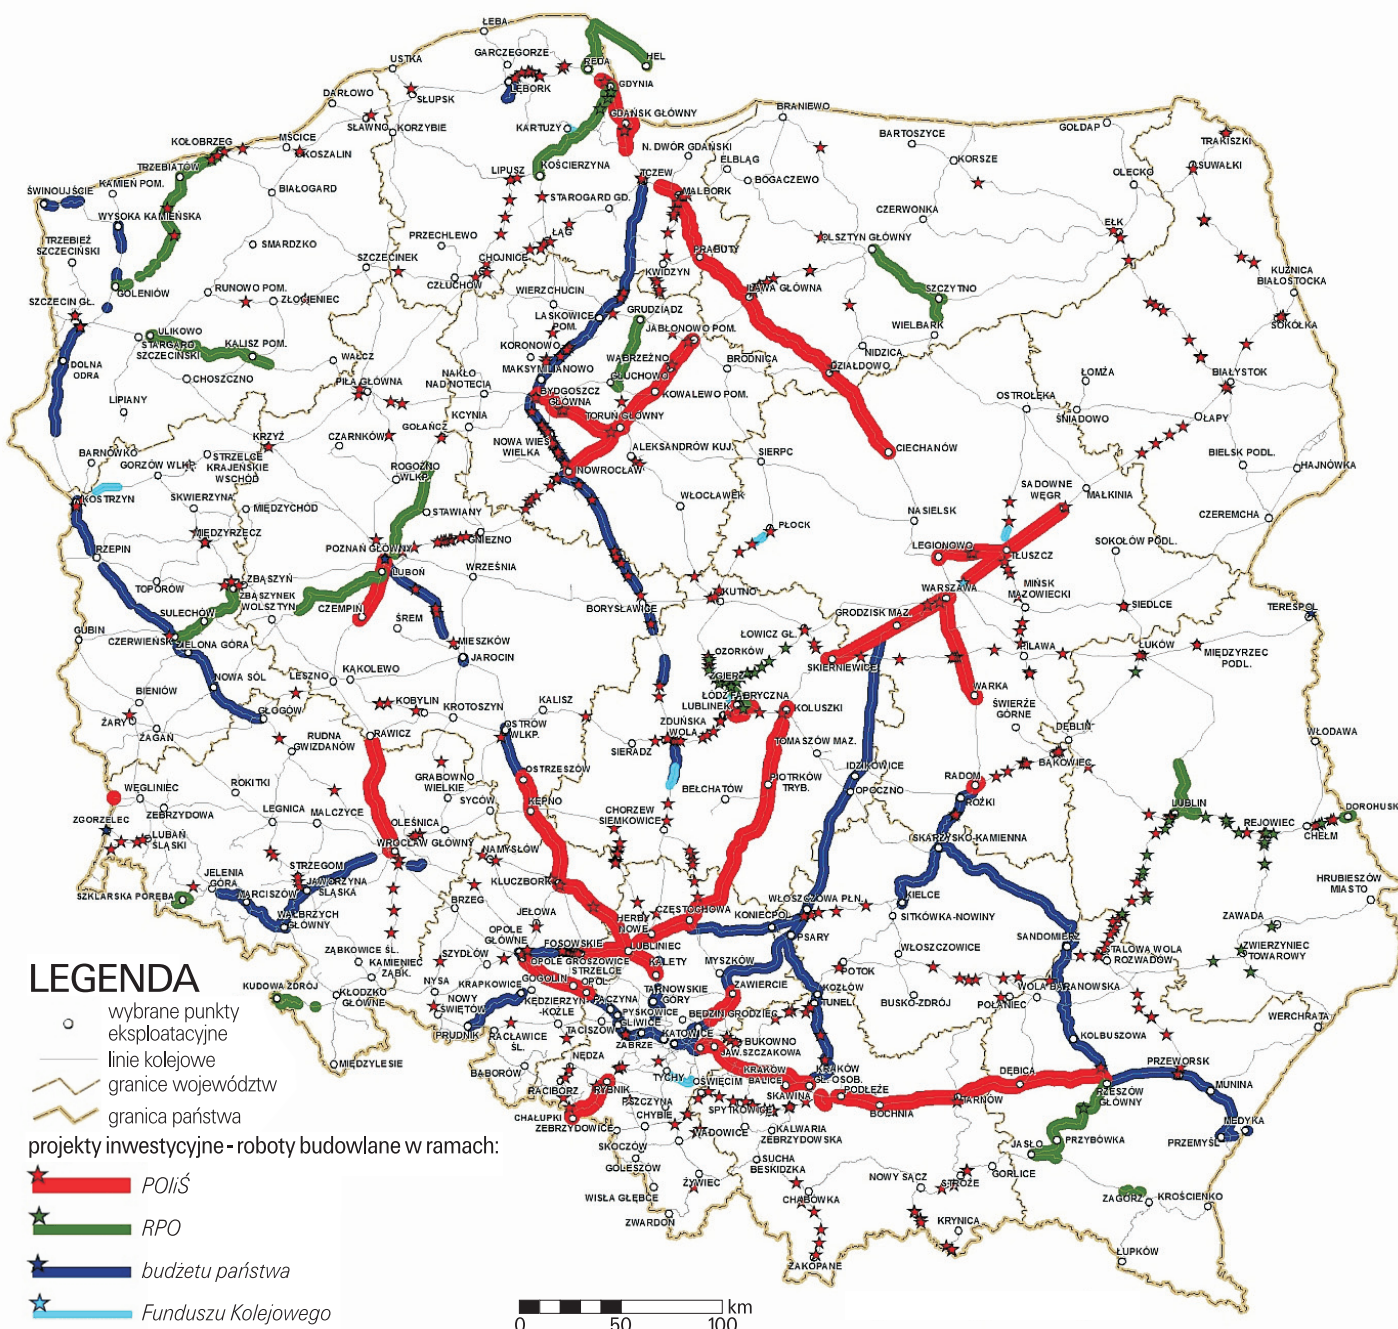 ŁEBA
GARCZEGORZE
USTKA
REDA
HEL
LĘBORK
GDYNIA
DARŁOWO
SŁUPSK
GDAŃSK GŁÓWNY
BRANIEWO
SŁAWNO
KORZYBIE
KARTUZY
GOŁDAP
TRAKISZKI
BARTOSZYCE
KOŁOBRZEG
MŚCICE
KOSZALIN
N. DWÓR GDAŃSKI
KORSZE
SUWAŁKI
TRZEBIATÓW
LIPUSZ
KOŚCIERZYNA
ELBLĄG
OLECKO
ŚWINOUJŚCIE
KAMIEŃ POM.
BIAŁOGARD
TCZEW
BOGACZEWO
MALBORK
STAROGARD GD.
WYSOKA KAMIEŃSKA
CZERWONKA
EŁK
TRZEBIEŻ
SZCZECIŃSKI
SMARDZKO
PRZECHLEWO
ŁĄG
OLSZTYN GŁÓWNY
PRABUTY
SZCZECINEK
CHOJNICE
CZŁUCHÓW
KWIDZYN
KUŹNICA
BIAŁOSTOCKA
GOLENIÓW
RUNOWO POM.
ZŁOCIENIEC
WIERZCHUCIN
IŁAWA GŁÓWNA
SZCZYTNO
SZCZECIN GŁ.
LASKOWICE
POM.
GRUDZIĄDZ
JABŁONOWO POM.
SOKÓŁKA
ULIKOWO
STARGARD
SZCZECIŃSKI
KALISZ POM.
KORONOWO
WIELBARK
NIDZICA
WĄBRZEŹNO
BRODNICA
DOLNA
ODRA
WAŁCZ
MAKSYMILIANOWO
DZIAŁDOWO
CHOSZCZNO
PIŁA GŁÓWNA
NAKŁO
NAD NOTECIĄ
GŁUCHOWO
ŁOMŻA
BIAŁYSTOK
BYDGOSZCZ
GŁÓWNA
KOWALEWO POM.
OSTROŁĘKA
LIPIANY
KCYNIA
TORUŃ GŁÓWNY
ŚNIADOWO
ŁAPY
GOŁAŃCZ
KRZYŻ
CZARNKÓW
NOWA WIEŚ
WIELKA
ALEKSANDRÓW KUJ.
CIECHANÓW
BARNÓWKO
GORZÓW WLKP.
STRZELCE
KRAJEŃSKIE
WSCHÓD
SIERPC
BIELSK PODL.
HAJNÓWKA
ROGOŹNO
WLKP.
SADOWNE
WĘGR.
KOSTRZYN
SKWIERZYNA
WŁOCŁAWEK
MAŁKINIA
MIĘDZYCHÓD
STAWIANY
NASIELSK
CZEREMCHA
MIĘDZYRZECZ
GNIEZNO
PŁOCK
POZNAŃ GŁÓWNY
LEGIONOWO
TŁUSZCZ
SOKOŁÓW PODL.
RZEPIN
LUBOŃ
WRZEŚNIA
TOPORÓW
ZBĄSZYŃ
ZBĄSZYNEK
WOLSZTYN
WARSZAWA
MIŃSK
MAZOWIECKI
SULECHÓW
CZEMPIŃ
ŚREM
BORYSŁAWICE
KUTNO
GRODZISK MAZ.
SIEDLCE
TERESPOL
GUBIN
CZERWIEŃSK
ZIELONA GÓRA
MIESZKÓW
JAROCIN
ŁOWICZ GŁ.
OZORKÓW
SKIERNIEWICE
PILAWA
ŁUKÓW
MIĘDZYRZEC
PODL.
KĄKOLEWO
LESZNO
ZGIERZ
NOWA SÓL
BIENIÓW
KOBYLIN
KALISZ
ŁÓDŹ FABRYCZNA
LUBLINEK
WARKA
ŻARY
GŁOGÓW
KROTOSZYN
KOLUSZKI
ŚWIERŻE
GÓRNE
ŻAGAŃ
RAWICZ
OSTRÓW
WLKP.
ZDUŃSKA
WOLA
DĘBLIN
RUDNA
GWIZDANÓW
SIERADZ
TOMASZÓW MAZ.
BĄKOWIEC
WŁODAWA
OSTRZESZÓW
IDZIKOWICE
RADOM
ROKITKI
GRABOWNO
WIELKIE
PIOTRKÓW
TRYB.
OPOCZNO
WĘGLINIEC
KĘPNO
BEŁCHATÓW
ROŻKI
LUBLIN
ZEBRZYDOWA
SYCÓW
DOROHUSK
LEGNICA
MALCZYCE
CHORZEW
SIEMKOWICE
REJOWIEC
CHEŁM
ZGORZELEC
LUBAŃ
ŚLĄSKI
OLEŚNICA
WROCŁAW GŁÓWNY
SKARŻYSKO-KAMIENNA
NAMYSŁÓW
STRZEGOM
JELENIA
GÓRA
JAWORZYNA
ŚLĄSKA
KLUCZBORK
KIELCE
HRUBIESZÓW
MIASTO
SZKLARSKA PORĘBA
MARCISZÓW
BRZEG
CZĘSTOCHOWA
WŁOSZCZOWA PŁN.
SITKÓWKA-NOWINY
WAŁBRZYCH
GŁÓWNY
JEŁOWA
HERBY
NOWE
KONIECPOL
ZAWADA
OPOLE
GŁÓWNE
PSARY
SANDOMIERZ
ZĄBKOWICE ŚL.
FOSOWSKIE
LUBLINIEC
WŁOSZCZOWICE
STALOWA WOLA
ROZWADÓW
ZWIERZYNIEC
TOWAROWY
SZYDŁÓW
OPOLE GROSZOWICE
KAMIENIEC
ZĄBK.
STRZELCE
OPOL.
KALETY
MYSZKÓW
POTOK
LEGENDA
GOGOLIN
NYSA
KRAPKOWICE
ZAWIERCIE
KUDOWA ZDRÓJ
KŁODZKO
GŁÓWNE
KOZŁÓW
POŁANIEC
WOLA BARANOWSKA
NOWY
ŚWIĘTÓW
KĘDZIERZYN-
KOŹLE
PACZYNA
TARNOWSKIE
GÓRY
TUNEL
BUSKO-ZDRÓJ
wybrane punkty
eksploatacyjne
PYSKOWICE
GLIWICE
BĘDZIN
GRODZIEC
WERCHRATA
PRUDNIK
RACŁAWICE
ŚL.
TACISZÓW
ZABRZE
KATOWICE
BUKOWNO
KOLBUSZOWA
linie kolejowe
NĘDZA
JAW.SZCZAKOWA
MIĘDZYLESIE
BABORÓW
TYCHY
KRAKÓW
BALICE
KRAKÓW
GŁ. OSOB.
DĘBICA
PRZEWORSK
granice województw
RACIBÓRZ
RYBNIK
OŚWIĘCIM
SKAWINA
PODŁĘŻE
TARNÓW
RZESZÓW
GŁÓWNY
MUNINA
granica państwa
CHAŁUPKI
PSZCZYNA
SPYTKOWICE
BOCHNIA
ZEBRZYDOWICE
CHYBIE
WADOWICE
KALWARIA
ZEBRZYDOWSKA
MEDYKA
PRZEMYŚL
projekty inwestycyjne - roboty budowlane w ramach:
SKOCZÓW
JASŁO
PRZYBÓWKA
GOLESZÓW
SUCHA
BESKIDZKA
GORLICE
POIiŚ
WISŁA GŁĘBCE
ŻYWIEC
CHABÓWKA
NOWY SĄCZ
STRÓŻE
ZAGÓRZ
KROŚCIENKO
RPO
ZWARDOŃ
KRYNICA
ŁUPKÓW
budżetu państwa
ZAKOPANE
Funduszu Kolejowego
km
0 50 100